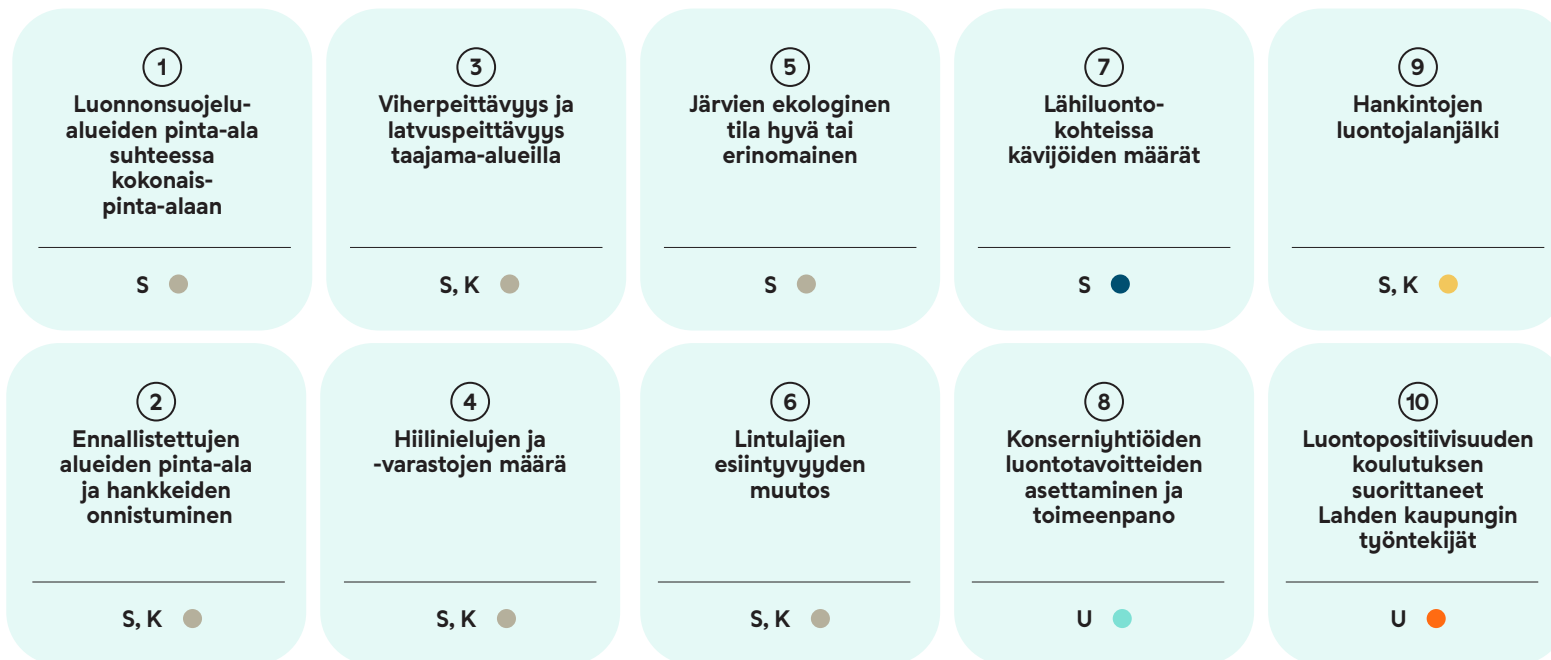 1
Luonnonsuojelu-
alueiden pinta-ala
suhteessa
kokonais-
pinta-alaan
S
3
Viherpeittävyys ja
latvuspeittävyys
taajama-alueilla
S, K
5
Järvien ekologinen
tila hyvä tai
erinomainen
S
7
Lähiluonto-
kohteissa
kävijöiden määrät
S
9
Hankintojen
luontojalanjälki
S, K
2
Ennallistettujen
alueiden pinta-ala
ja hankkeiden
onnistuminen
S, K
4
Hiilinielujen ja
-varastojen määrä
S, K
6
Lintulajien
esiintyvyyden
muutos
S, K
8
Konserniyhtiöiden
luontotavoitteiden
asettaminen ja
toimeenpano
U
10
Luontopositiivisuuden
koulutuksen
suorittaneet
Lahden kaupungin
työntekijät
U